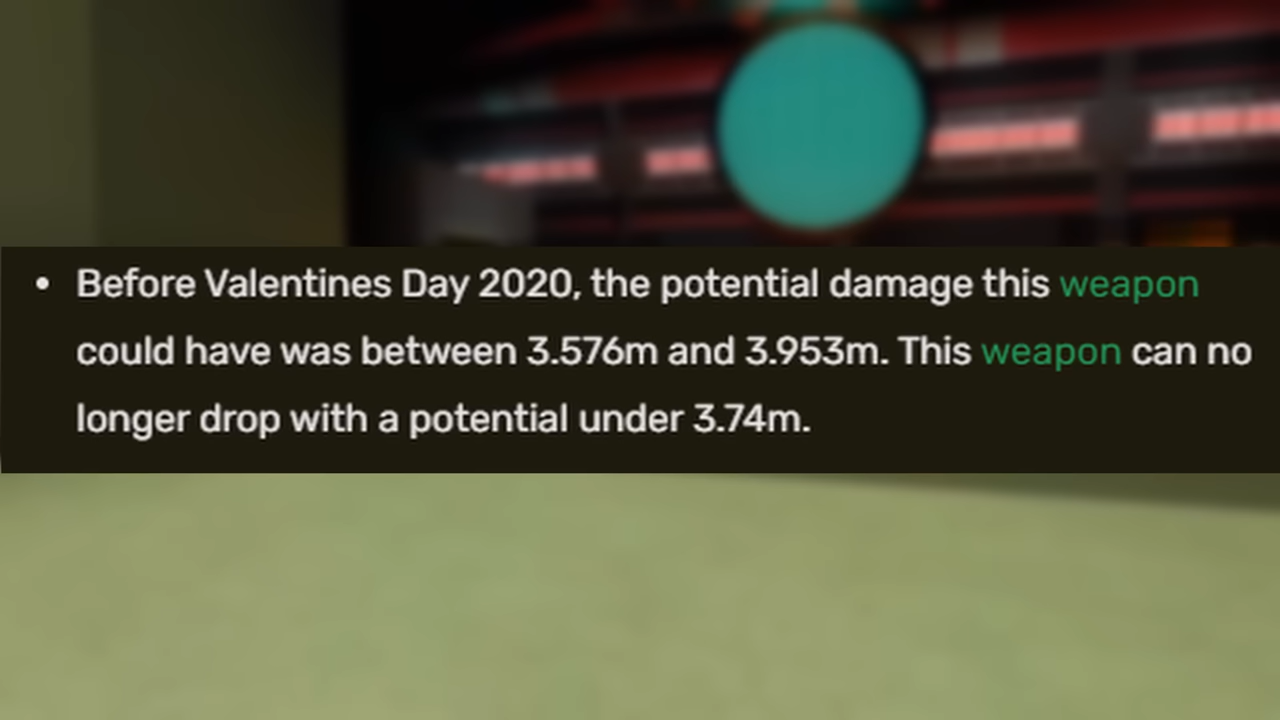 • Before Valentines Day 2020, the potential damage this weapon
could have was between 3.576m and 3.953m. This weapon can no
longer drop with a potential under 3.74m.